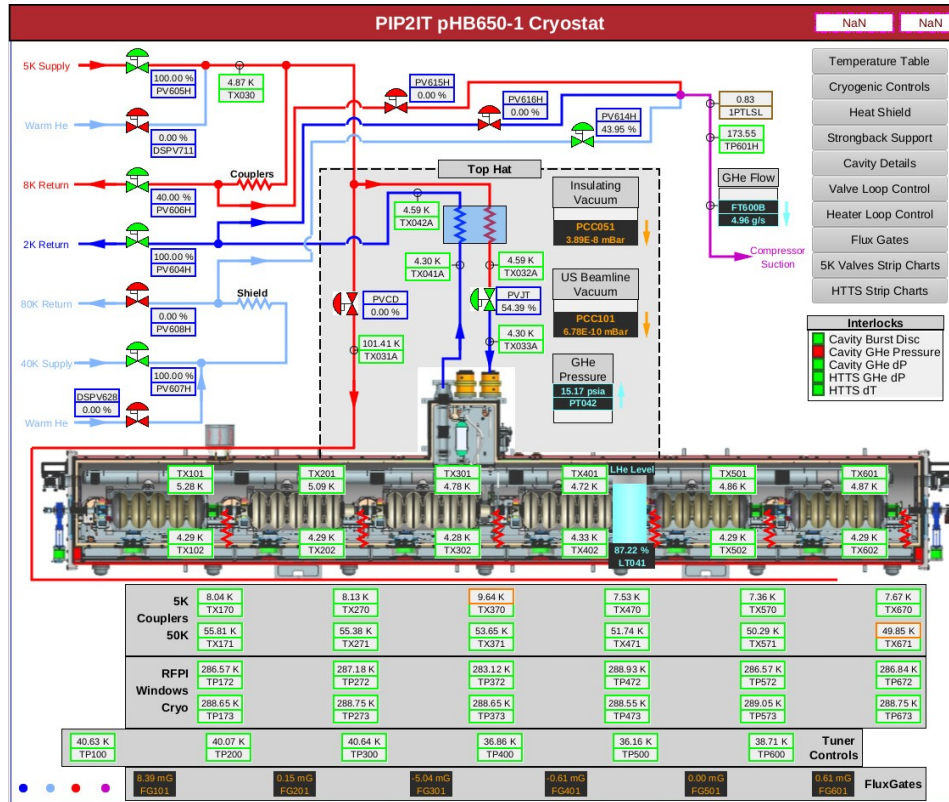 PIP2IT pHB650-1 Cryostat
NaN
NaN
5K Supply
100.00 %
PV605H
4.87 K
TX030
Warm He
0.00 %
DSPV711
8K Return
40.00 %
PV606H
Couplers
2K Return
100.00 %
PV604H
80K Return
0.00 %
PV608H
Shield
40K Supply
100.00 %
PV607H
DSPV628
0.00 %
Warm He
PV615H
0.00 %
PV616H
0.00 %
PV614H
43.95 %
0.83
1PTLSL
173.55
TP601H
GHe Flow
FT600B
4.96 g/s
Compressor
Suction
Top Hat
4.59 K
TX042A
4.30 K
TX041A
4.59 K
TX032A
PVCD
0.00 %
PVJT
54.39 %
101.41 K
TX031A
4.30 K
TX033A
Insulating
Vacuum
PCC051
3.89E-8 mBar
US Beamline
Vacuum
PCC101
6.78E-10 mBar
GHe
Pressure
15.17 psia
PT042
Temperature Table
Cryogenic Controls
Heat Shield
Strongback Support
Cavity Details
Valve Loop Control
Heater Loop Control
Flux Gates
5K Valves Strip Charts
HTTS Strip Charts
Interlocks
Cavity Burst Disc
Cavity GHe Pressure
Cavity GHe dP
HTTS GHe dP
HTTS dT
TX101
5.28 K
TX201
5.09 K
TX301
4.78 K
TX401
4.72 K
LHe Level
TX501
4.86 K
TX601
4.87 K
4.29 K
TX102
4.29 K
TX202
4.28 K
TX302
4.33 K
TX402
87.22 %
LT041
4.29 K
TX502
4.29 K
TX602
5K
Couplers
50K
8.04 K
TX170
8.13 K
TX270
9.64 K
TX370
7.53 K
TX470
7.36 K
TX570
7.67 K
TX670
55.81 K
TX171
55.38 K
TX271
53.65 K
TX371
51.74 K
TX471
50.29 K
TX571
49.85 K
TX671
RFPI
Windows
Cryo
286.57 K
TP172
287.18 K
TP272
283.12 K
TP372
288.93 K
TP472
286.57 K
TP572
286.84 K
TP672
288.65 K
TP173
288.75 K
TP273
288.65 K
TP373
288.55 K
TP473
289.05 K
TP573
288.75 K
TP673
40.63 K
TP100
40.07 K
TP200
40.64 K
TP300
36.86 K
TP400
36.16 K
TP500
38.71 K
TP600
Tuner
Controls
8.39 mG
FG101
0.15 mG
FG201
-5.04 mG
FG301
-0.61 mG
FG401
0.00 mG
FG501
0.61 mG
FG601
FluxGates